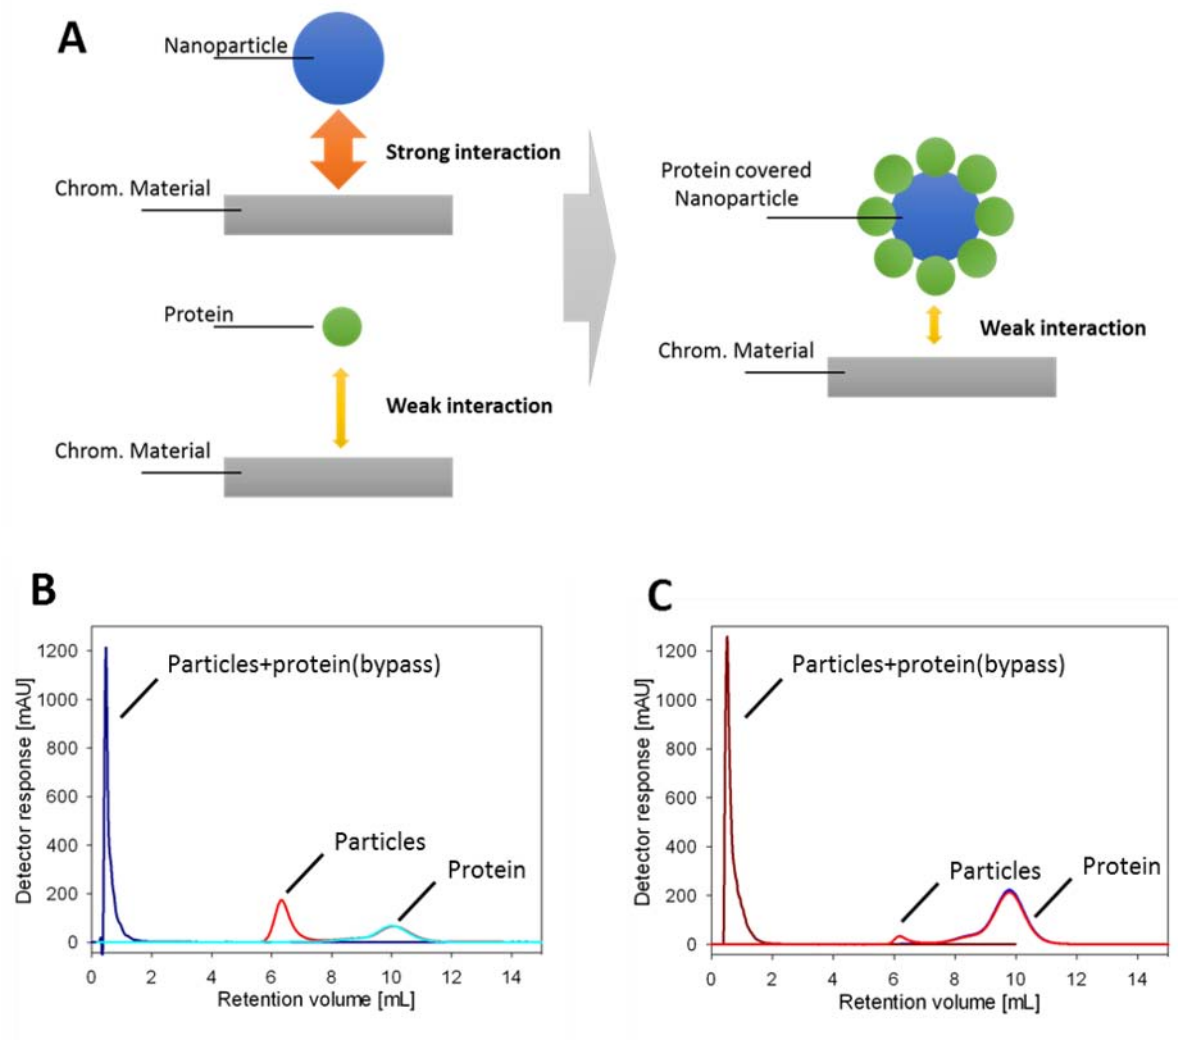 A
Nanoparticle
Strong interaction
Chrom. Material
Protein
Weak interaction
Chrom. Material
Protein covered
Nanoparticle
Weak interaction
Chrom. Material
B
Detector response [mAU]
1200
1000
800
600
400
200
0
Particles+protein(bypass)
Particles
Protein
0 2 4 6 8 10 12 14
Retention volume [mL]
C
Detector response [mAU]
1200
1000
800
600
400
200
0
Particles+protein(bypass)
Particles
Protein
0 2 4 6 8 10 12 14
Retention volume [mL]